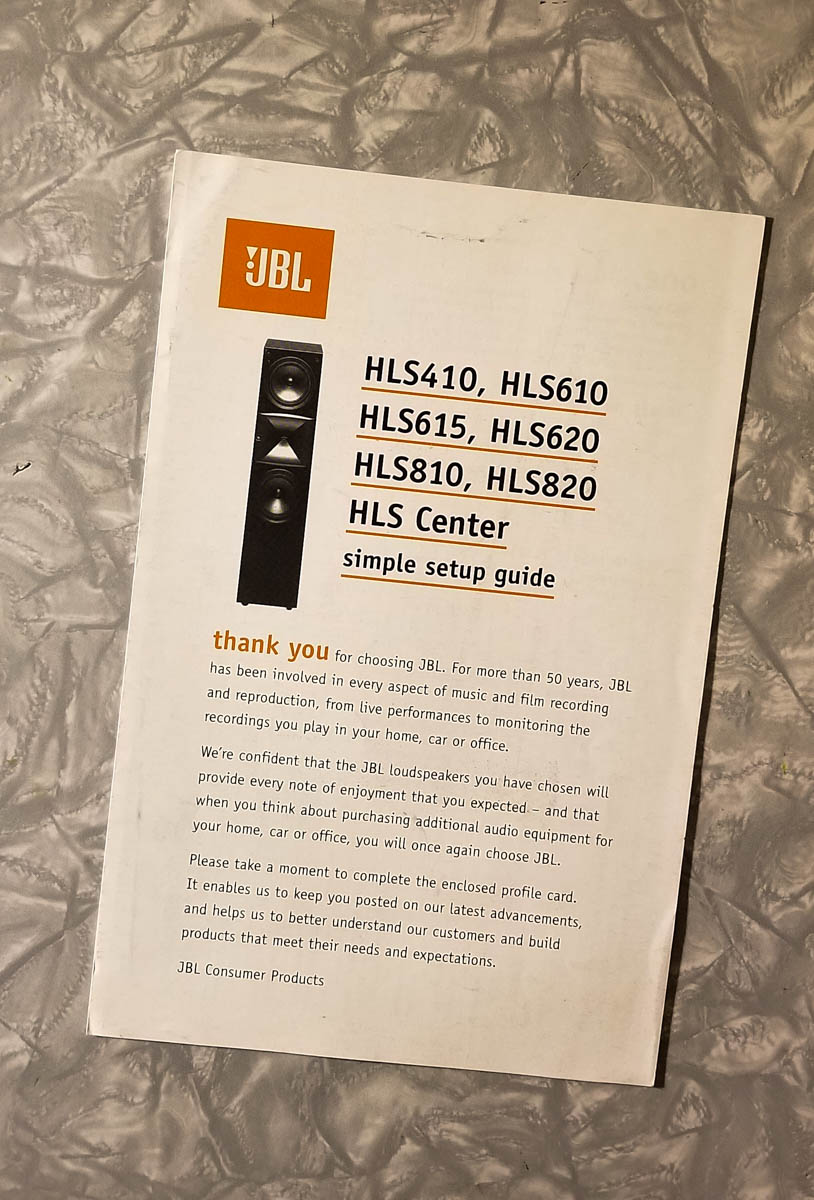 JBL
HLS410, HLS610
HLS615, HLS620
HLS810, HLS820
HLS Center
simple setup guide
thank you for choosing JBL. For more than 50 years, JBL
has been involved in every aspect of music and film recording
and reproduction, from live performances to monitoring the
recordings you play in your home, car or office.
We're confident that the JBL loudspeakers you have chosen will
provide every note of enjoyment that you expected – and that
when you think about purchasing additional audio equipment for
your home, car or office, you will once again choose JBL.
Please take a moment to complete the enclosed profile card.
It enables us to keep you posted on our latest advancements,
and helps us to better understand our customers and build
products that meet their needs and expectations.
JBL Consumer Products